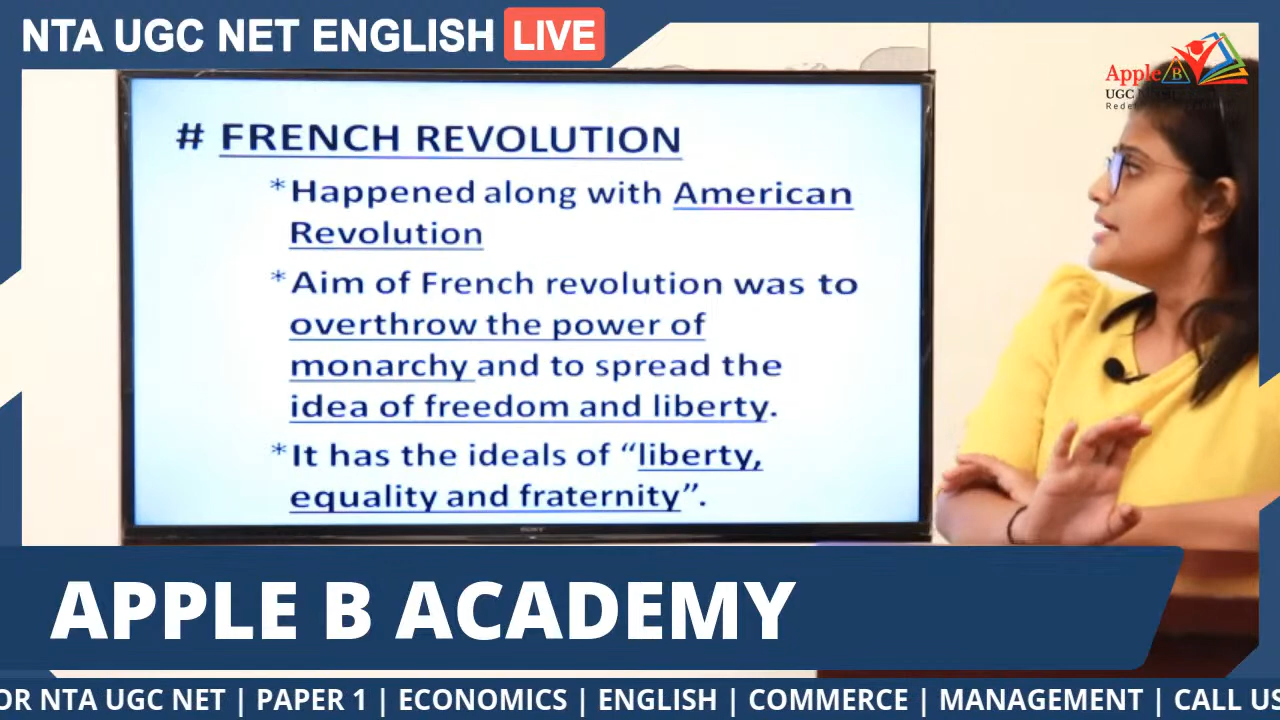 NTA UGC NET ENGLISH LIVE
Apple B
UGC
# FRENCH REVOLUTION
*Happened along with American
Revolution
*Aim of French revolution was to
overthrow the power of
monarchy and to spread the
idea of freedom and liberty.
*It has the ideals of “liberty,
equality and fraternity”.
SONY
APPLE B ACADEMY
OR NTA UGC NET | PAPER 1 | ECONOMICS | ENGLISH | COMMERCE | MANAGEMENT | CALL US